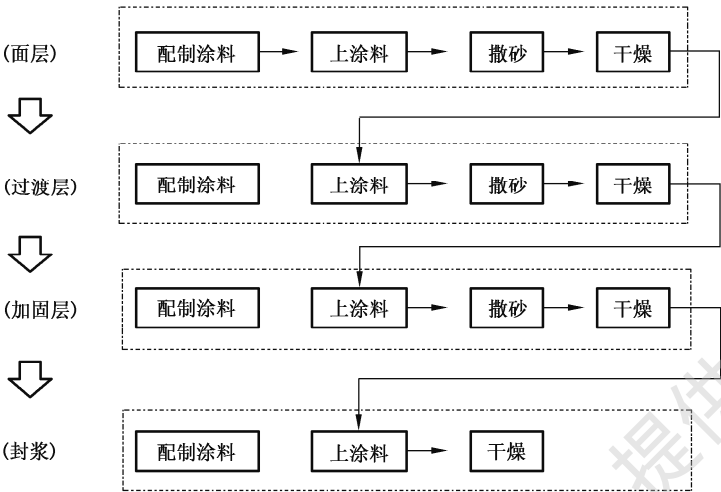 (面层) 配制涂料 上涂料 撒砂 干燥
(过渡层) 配制涂料 上涂料 撒砂 干燥
(加固层) 配制涂料 上涂料 撒砂 干燥
(封浆) 配制涂料 上涂料 干燥
提供